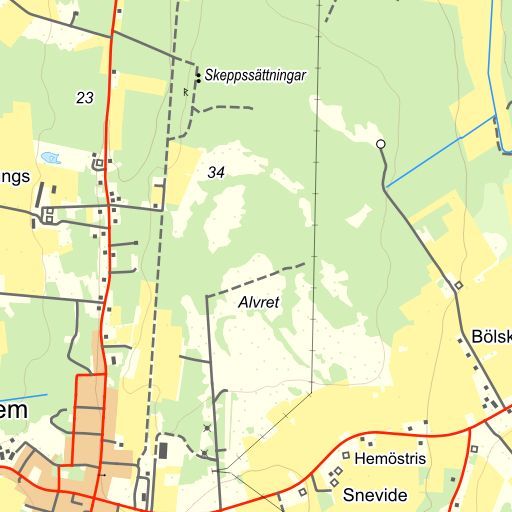 Skeppssättningar
23
34
ngs
Alvret
Bölsk
em
Hemöstris
Snevide